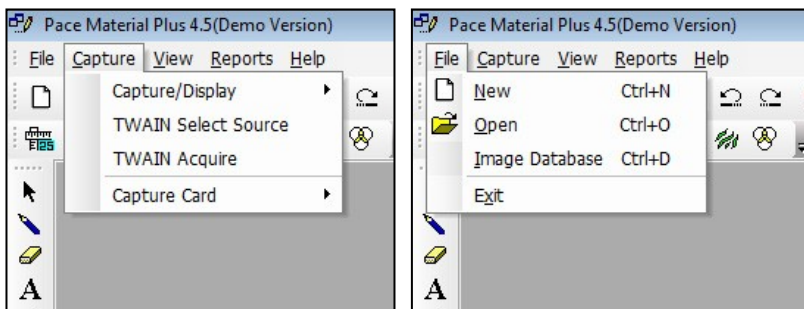 Pace Material Plus 4.5(Demo Version)
File Capture View Reports Help
Capture/Display
TWAIN Select Source
TWAIN Acquire
Capture Card
A
Pace Material Plus 4.5(Demo Version)
File Capture View Reports Help
New Ctrl+N
Open Ctrl+O
Image Database Ctrl+D
Exit
A